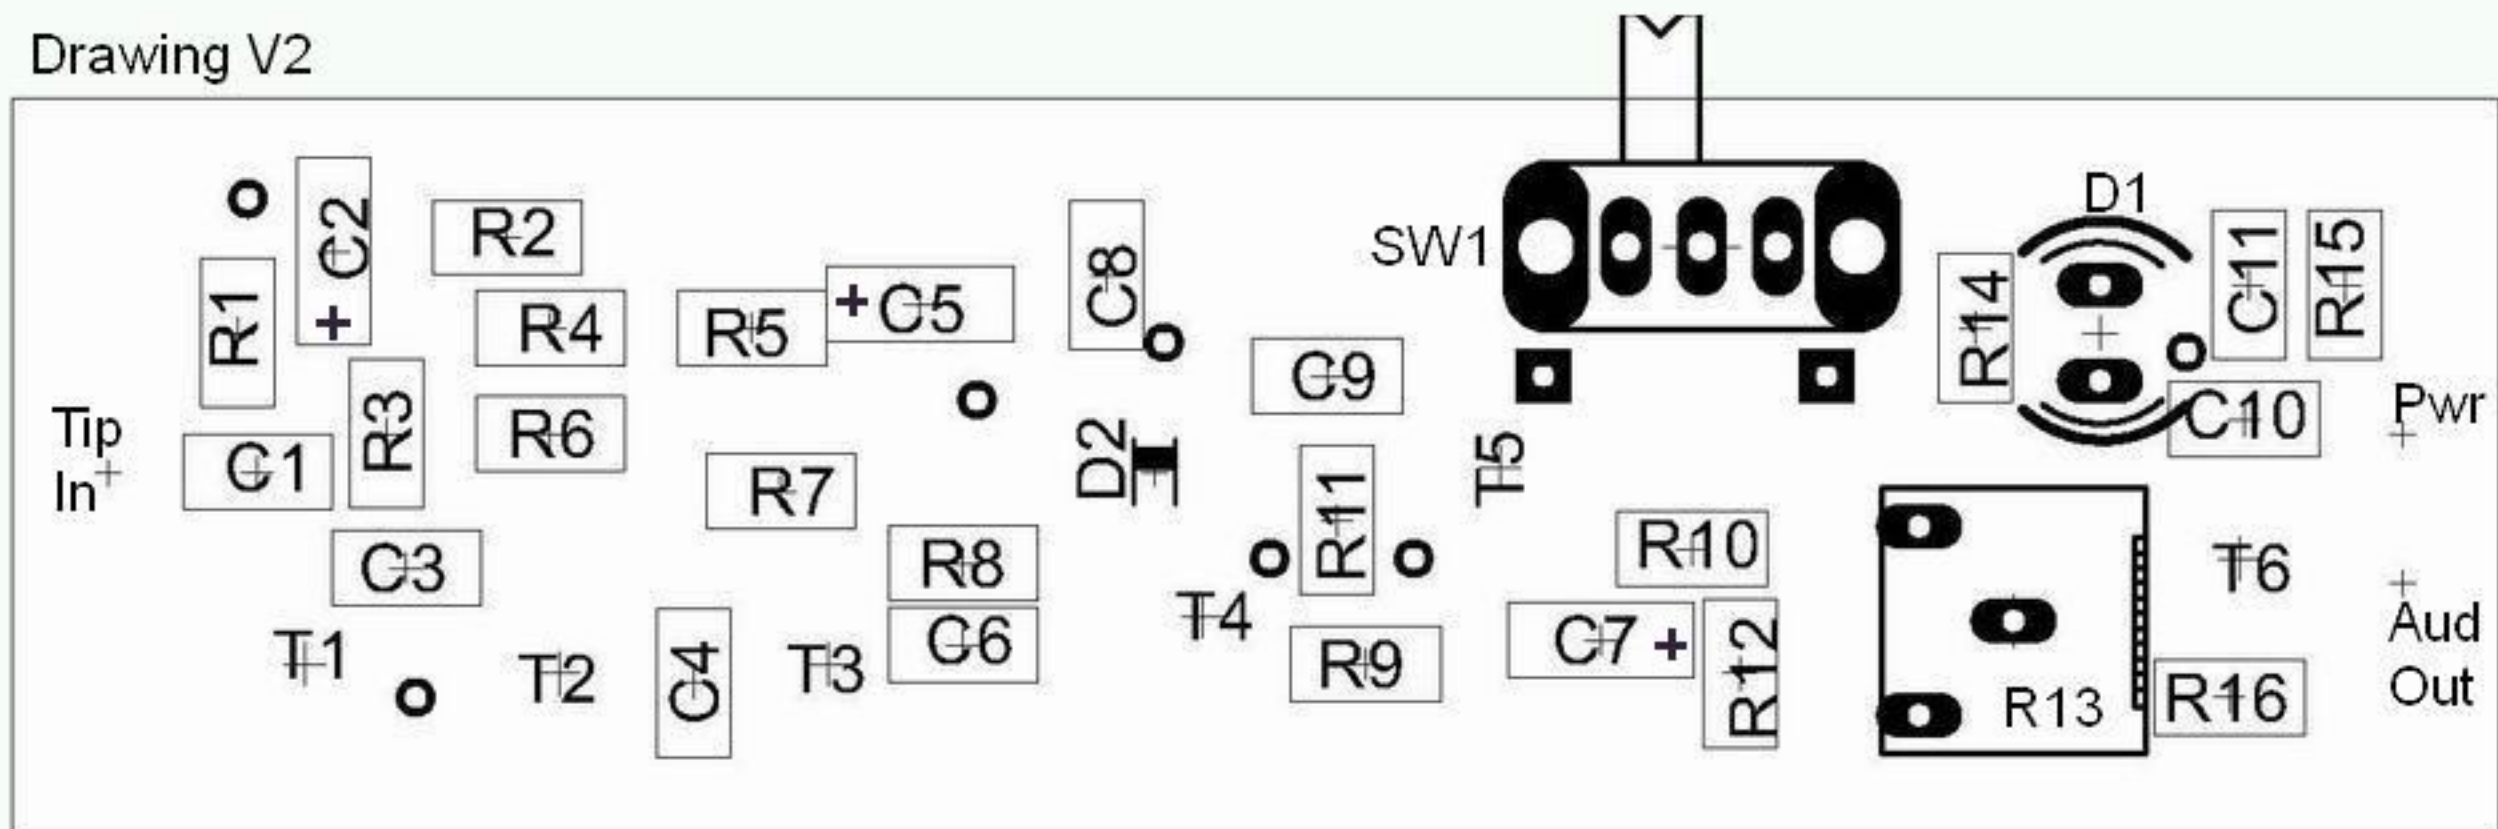 Drawing V2
D1
C2
R2
C11
R15
SW1
C8
R1
R4
R5
+ C5
R14
+
C9
Pwr
C10
R3
R6
Tip
In
C1
D2
T5
R7
R11
R10
C3
R8
T6
T4
Aud
Out
T1
T2
C4
T3
C6
R9
C7 +
R12
R13
R16